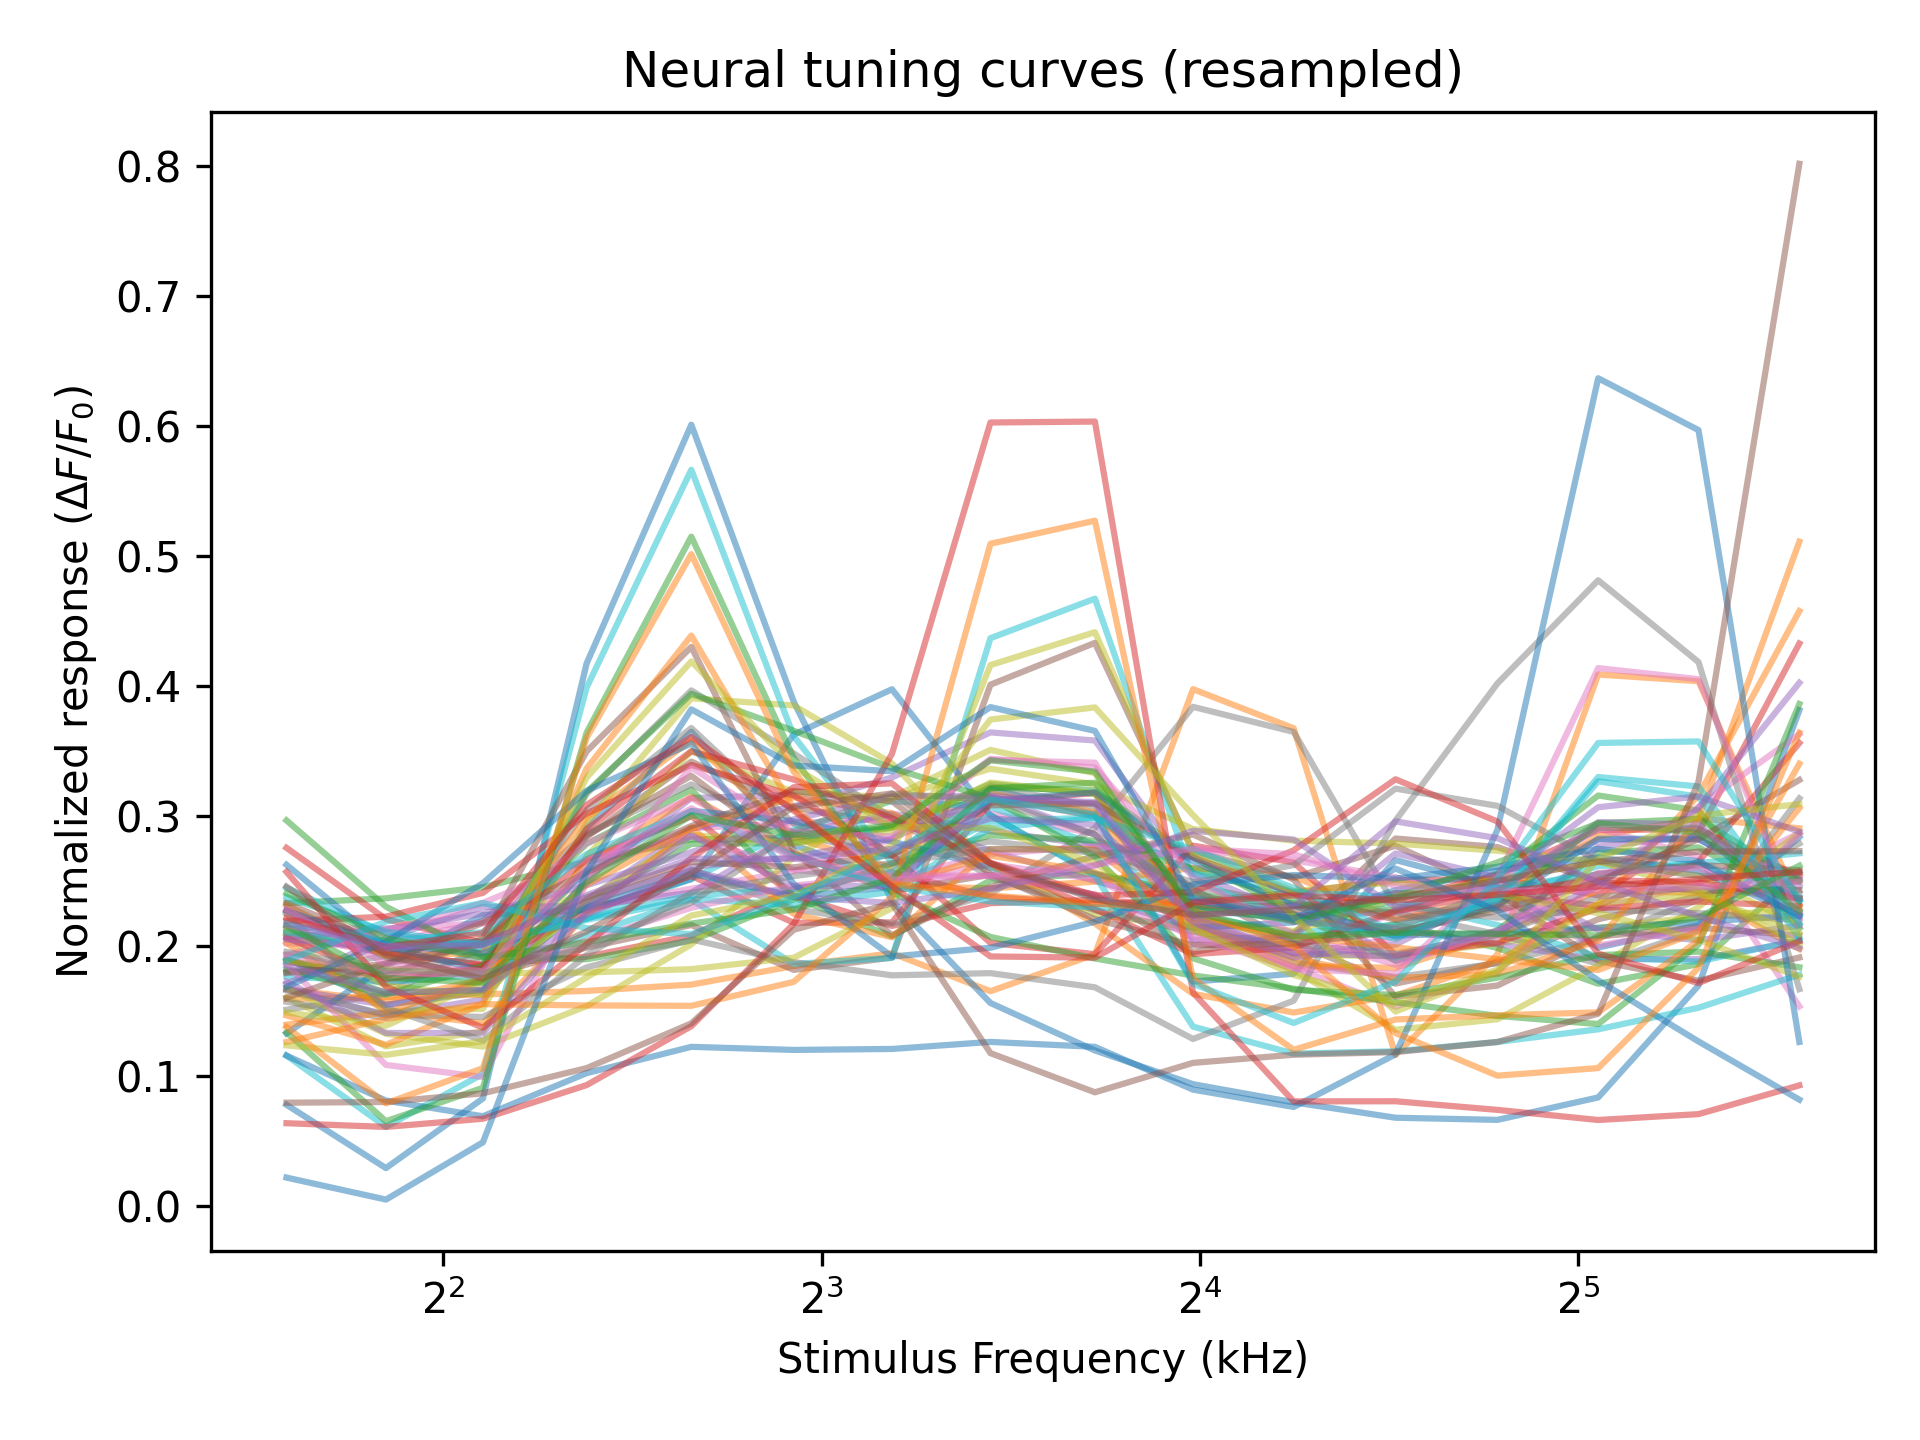 Neural tuning curves (resampled)
0.8
0.7
0.6
0.5
0.4
0.3
0.2
0.1
0.0
Normalized response (ΔF/F₀)
2² 2³ 2⁴ 2⁵
Stimulus Frequency (kHz)